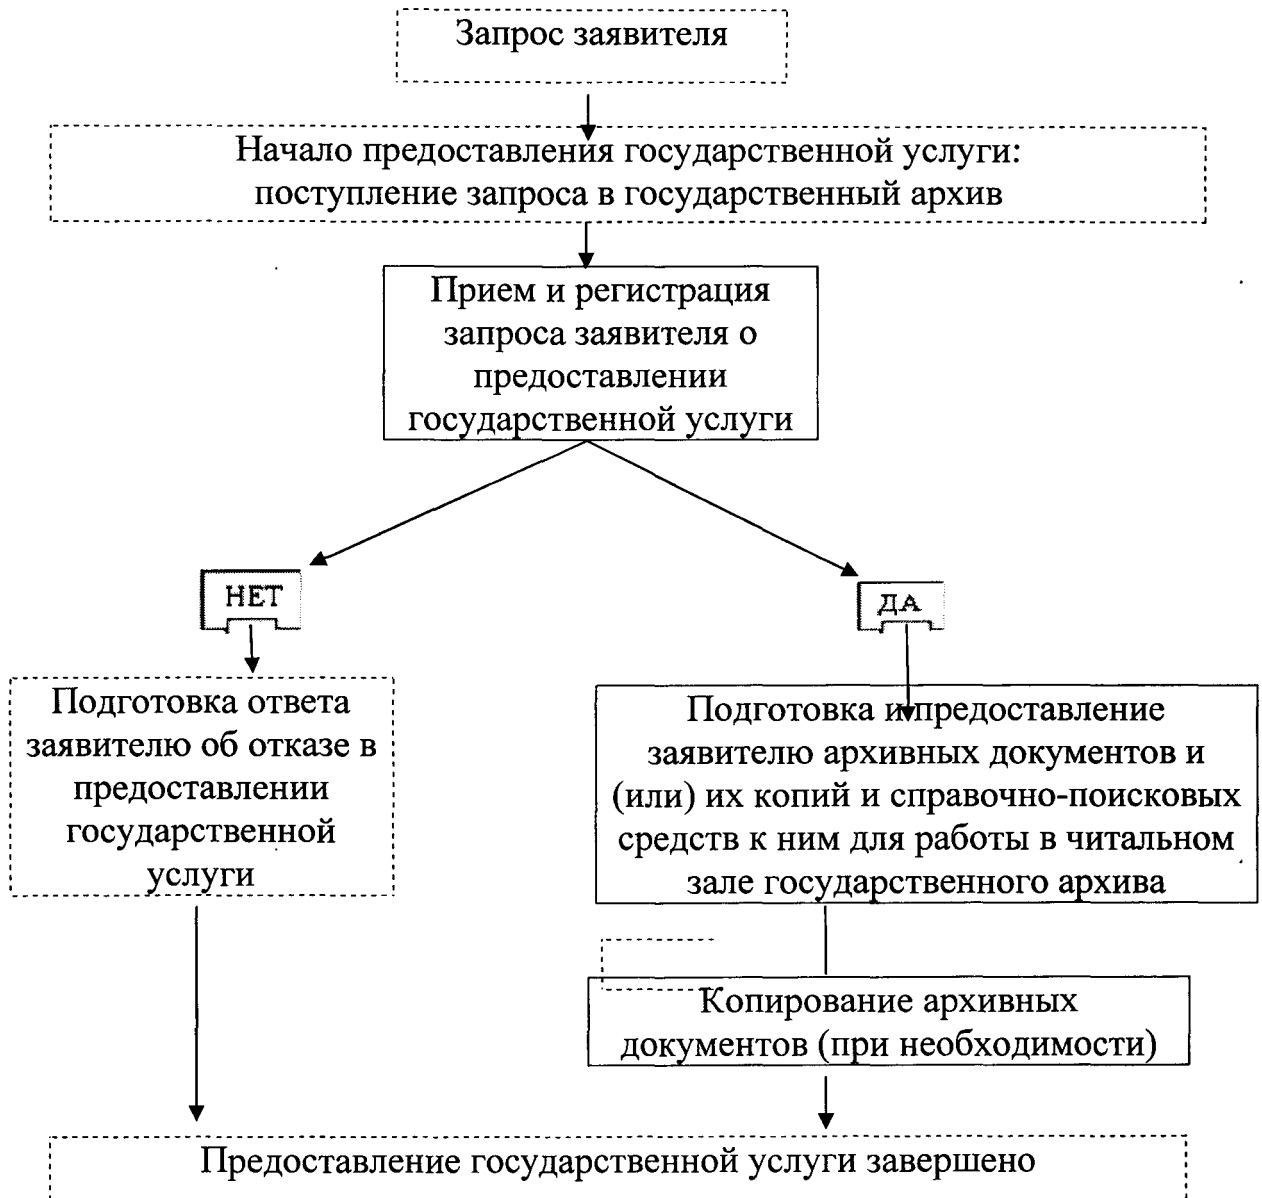 Запрос заявителя
Начало предоставления государственной услуги:
поступление запроса в государственный архив
Прием и регистрация
запроса заявителя о
предоставлении
государственной услуги
НЕТ
ДА
Подготовка ответа
заявителю об отказе в
предоставлении
государственной
услуги
Подготовка и предоставление
заявителю архивных документов и
(или) их копий и справочно-поисковых
средств к ним для работы в читальном
зале государственного архива
Копирование архивных
документов (при необходимости)
Предоставление государственной услуги завершено